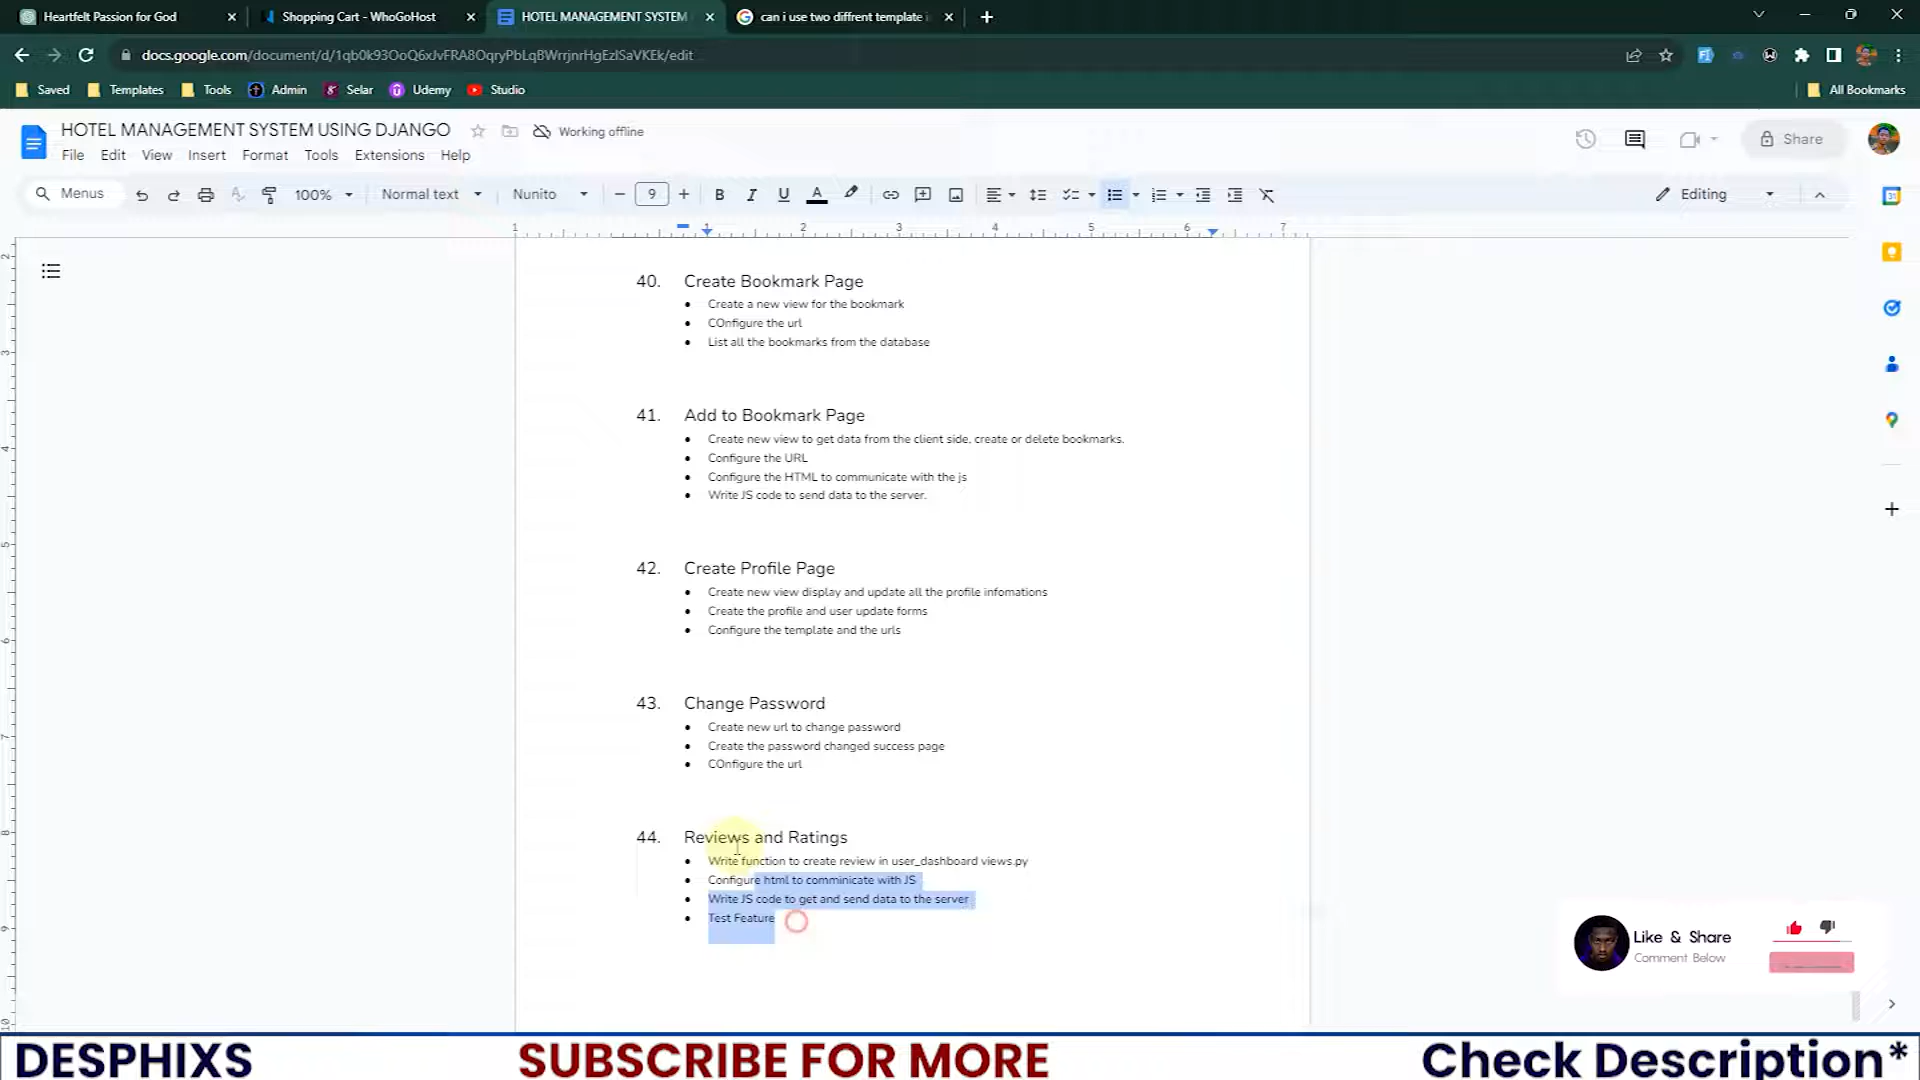 Heartfelt Passion for God
Shopping Cart - WhoGoHost
HOTEL MANAGEMENT SYSTEM
can i use two diffrent template i
docs.google.com/document/d/1qb0k93OoQ6xJvFRA8OqryPbLqBWrrjnrHgEzlSaVKEk/edit
Saved
Templates
Tools
Admin
Selar
Udemy
Studio
All Bookmarks
HOTEL MANAGEMENT SYSTEM USING DJANGO
Working offline
File Edit View Insert Format Tools Extensions Help
Share
Menus
100%
Normal text
Nunito
9
Editing
1 1 2 3 4 5 6 7
40. Create Bookmark Page
Create a new view for the bookmark
COnfigure the url
List all the bookmarks from the database
41. Add to Bookmark Page
Create new view to get data from the client side, create or delete bookmarks.
Configure the URL
Configure the HTML to communicate with the js
Write JS code to send data to the server.
42. Create Profile Page
Create new view display and update all the profile infomations
Create the profile and user update forms
Configure the template and the urls
43. Change Password
Create new url to change password
Create the password changed success page
COnfigure the url
44. Reviews and Ratings
Write function to create review in user_dashboard views.py
Configure html to comminicate with JS
Write JS code to get and send data to the server
Test Feature
Like & Share
Comment Below
DESPHIXS
SUBSCRIBE FOR MORE
Check Description*